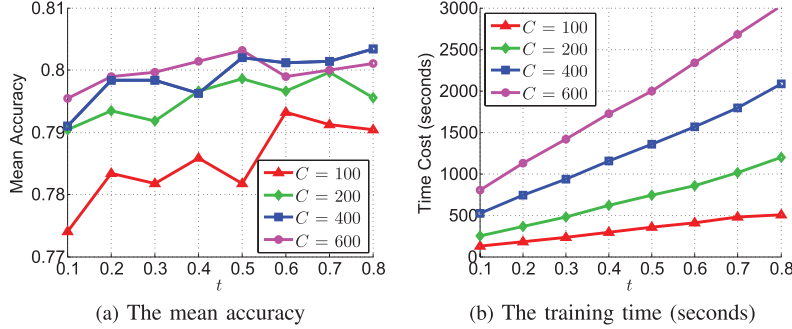 0.81
0.8
0.79
0.78
0.77
Mean Accuracy
C = 100
C = 200
C = 400
C = 600
0.1 0.2 0.3 0.4 0.5 0.6 0.7 0.8
t
(a) The mean accuracy
3000
2500
2000
1500
1000
500
0
Time Cost (seconds)
C = 100
C = 200
C = 400
C = 600
0.1 0.2 0.3 0.4 0.5 0.6 0.7 0.8
t
(b) The training time (seconds)